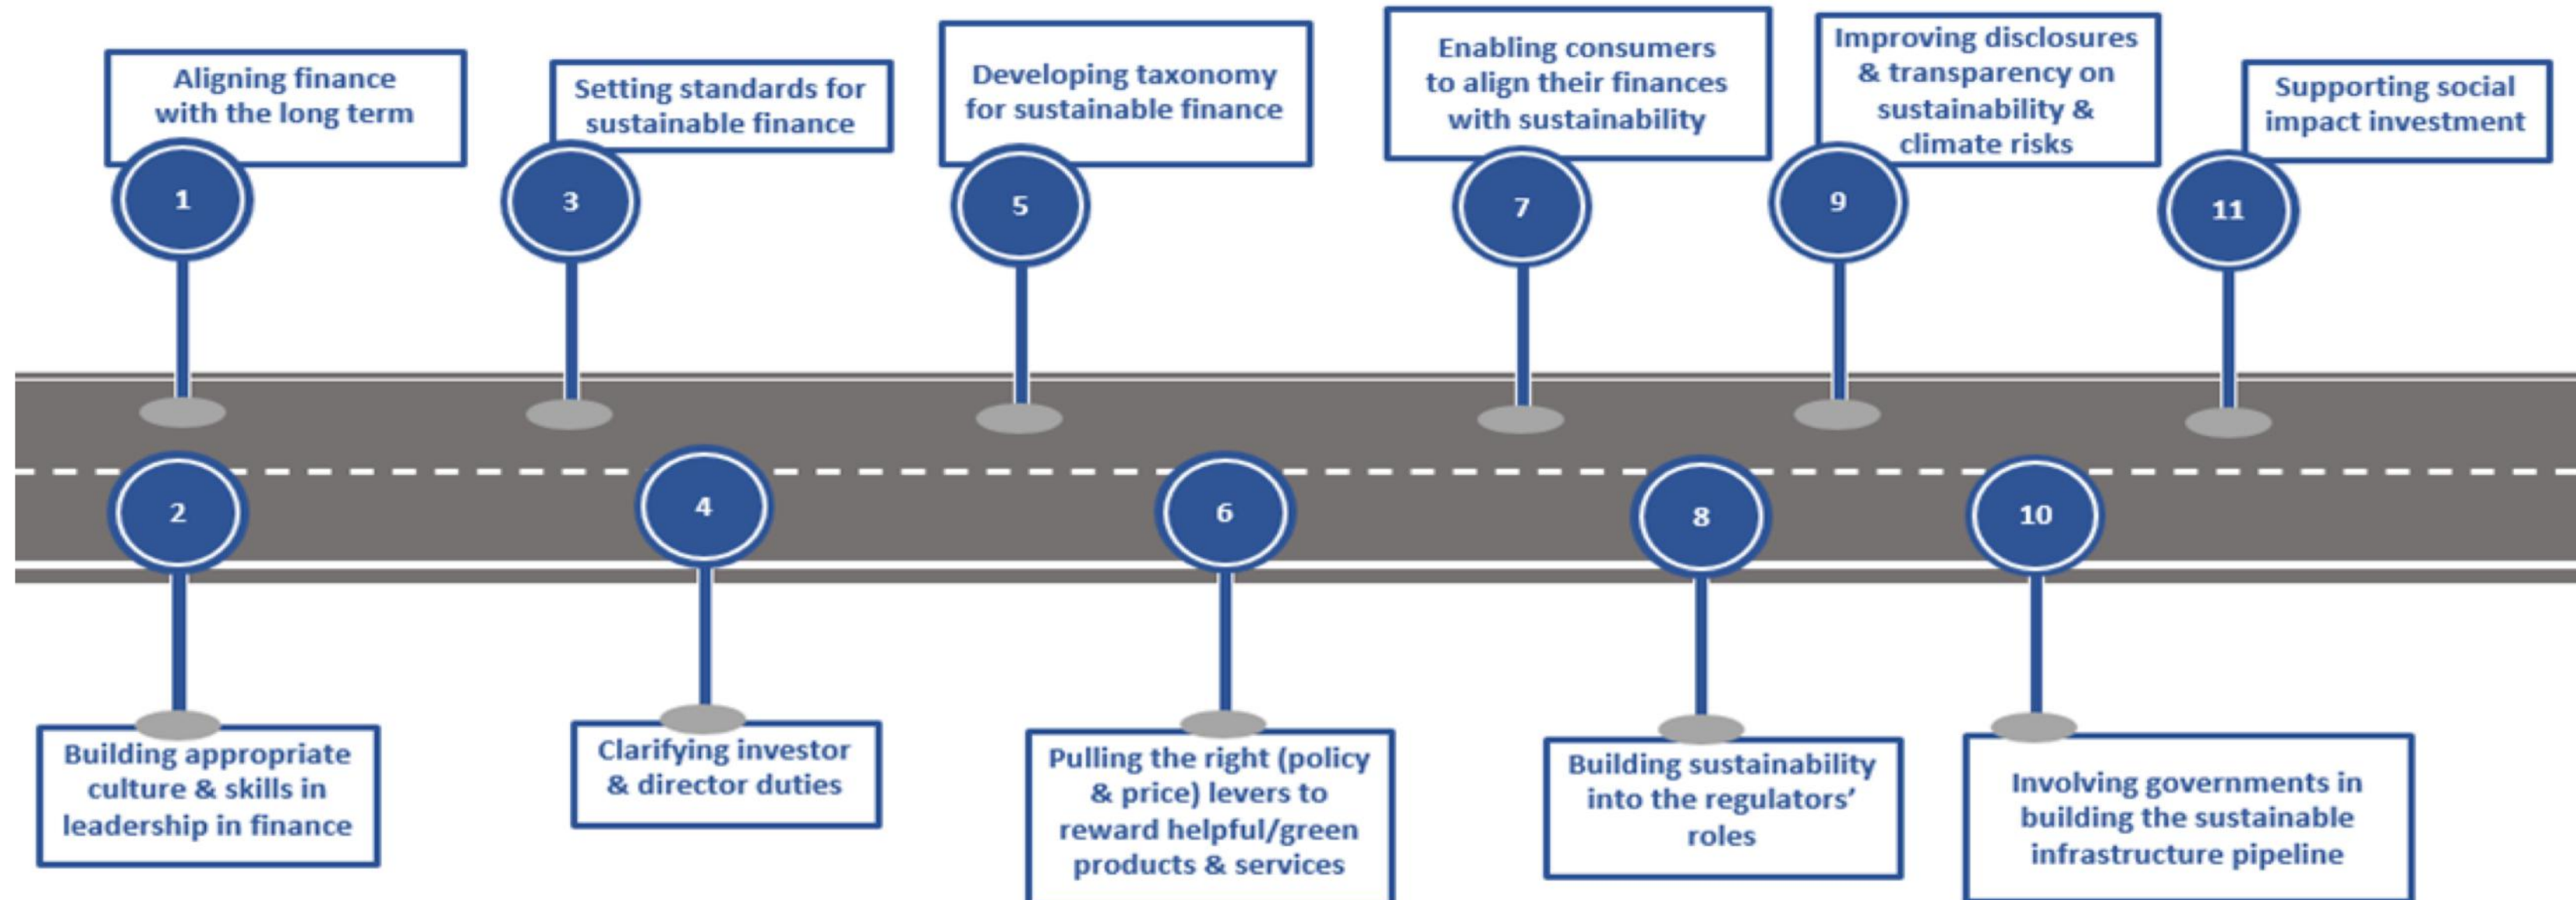 Aligning finance
with the long term
1
Building appropriate
culture & skills in
leadership in finance
2
Setting standards for
sustainable finance
3
Clarifying investor
& director duties
4
Developing taxonomy
for sustainable finance
5
Pulling the right (policy
& price) levers to
reward helpful/green
products & services
6
Enabling consumers
to align their finances
with sustainability
7
Building sustainability
into the regulators’
roles
8
Improving disclosures
& transparency on
sustainability &
climate risks
9
Involving governments in
building the sustainable
infrastructure pipeline
10
Supporting social
impact investment
11